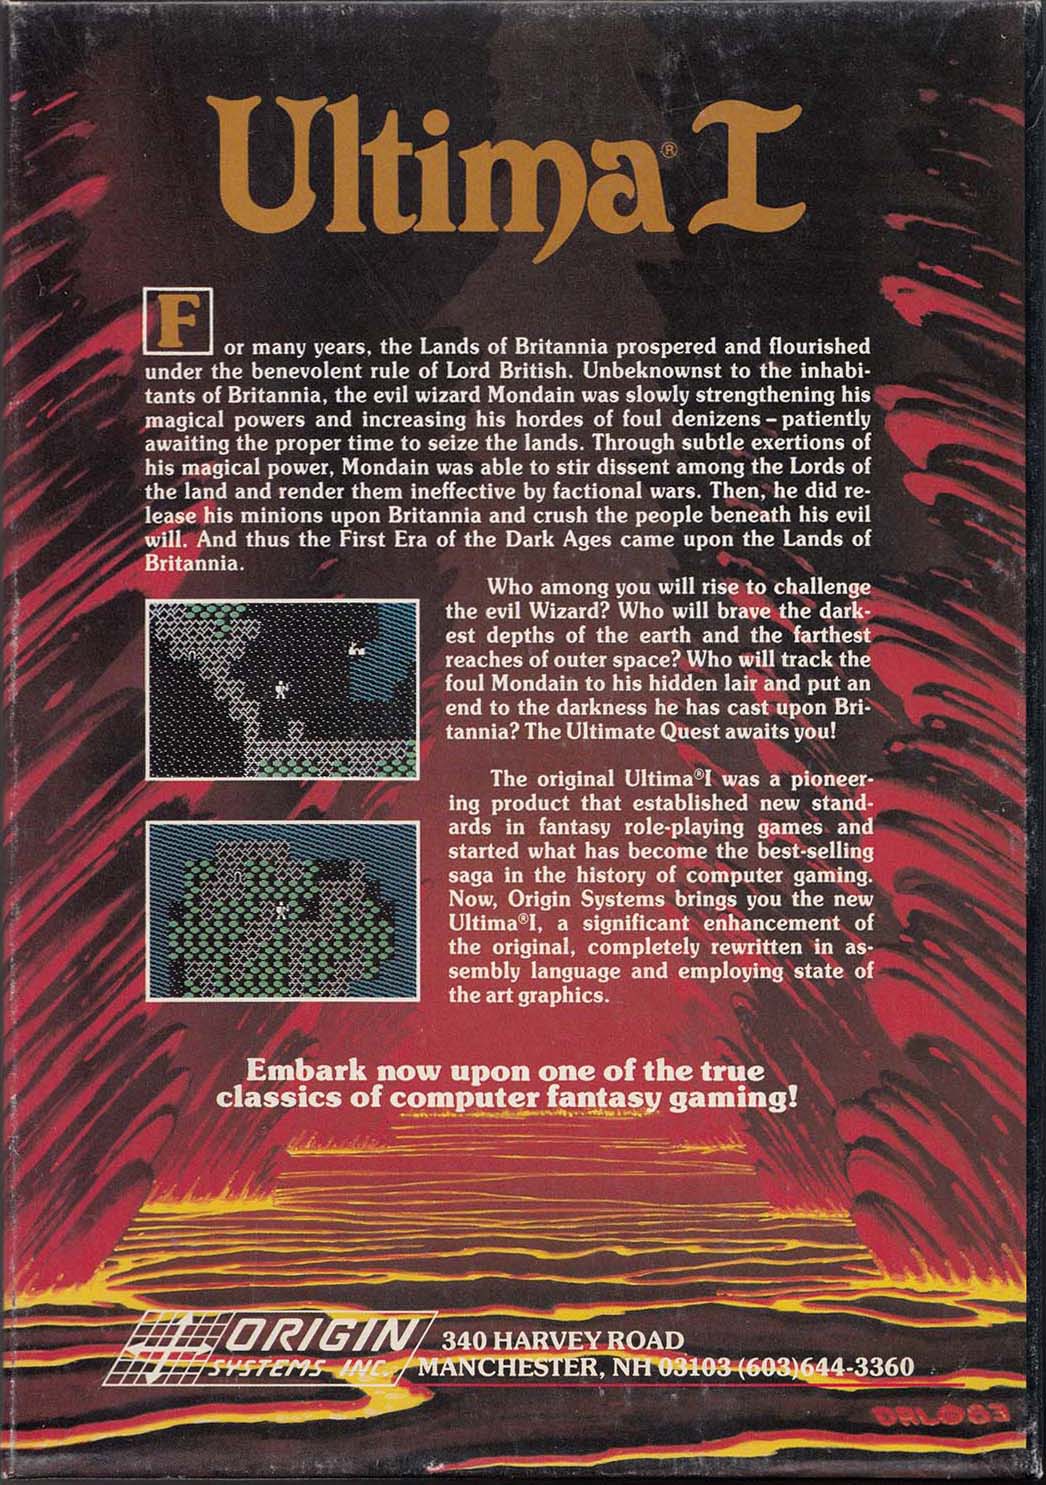 Ultima® I
For many years, the Lands of Britannia prospered and flourished
under the benevolent rule of Lord British. Unbeknownst to the inhabi-
tants of Britannia, the evil wizard Mondain was slowly strengthening his
magical powers and increasing his hordes of foul denizens – patiently
awaiting the proper time to seize the lands. Through subtle exertions of
his magical power, Mondain was able to stir dissent among the Lords of
the land and render them ineffective by factional wars. Then, he did re-
lease his minions upon Britannia and crush the people beneath his evil
will. And thus the First Era of the Dark Ages came upon the Lands of
Britannia.
Who among you will rise to challenge
the evil Wizard? Who will brave the dark-
est depths of the earth and the farthest
reaches of outer space? Who will track the
foul Mondain to his hidden lair and put an
end to the darkness he has cast upon Bri-
tannia? The Ultimate Quest awaits you!
The original Ultima®I was a pioneer-
ing product that established new stand-
ards in fantasy role-playing games and
started what has become the best-selling
saga in the history of computer gaming.
Now, Origin Systems brings you the new
Ultima®I, a significant enhancement of
the original, completely rewritten in as-
sembly language and employing state of
the art graphics.
Embark now upon one of the true
classics of computer fantasy gaming!
ORIGIN
SYSTEMS INC.
340 HARVEY ROAD
MANCHESTER, NH 03103 (603)644-3360